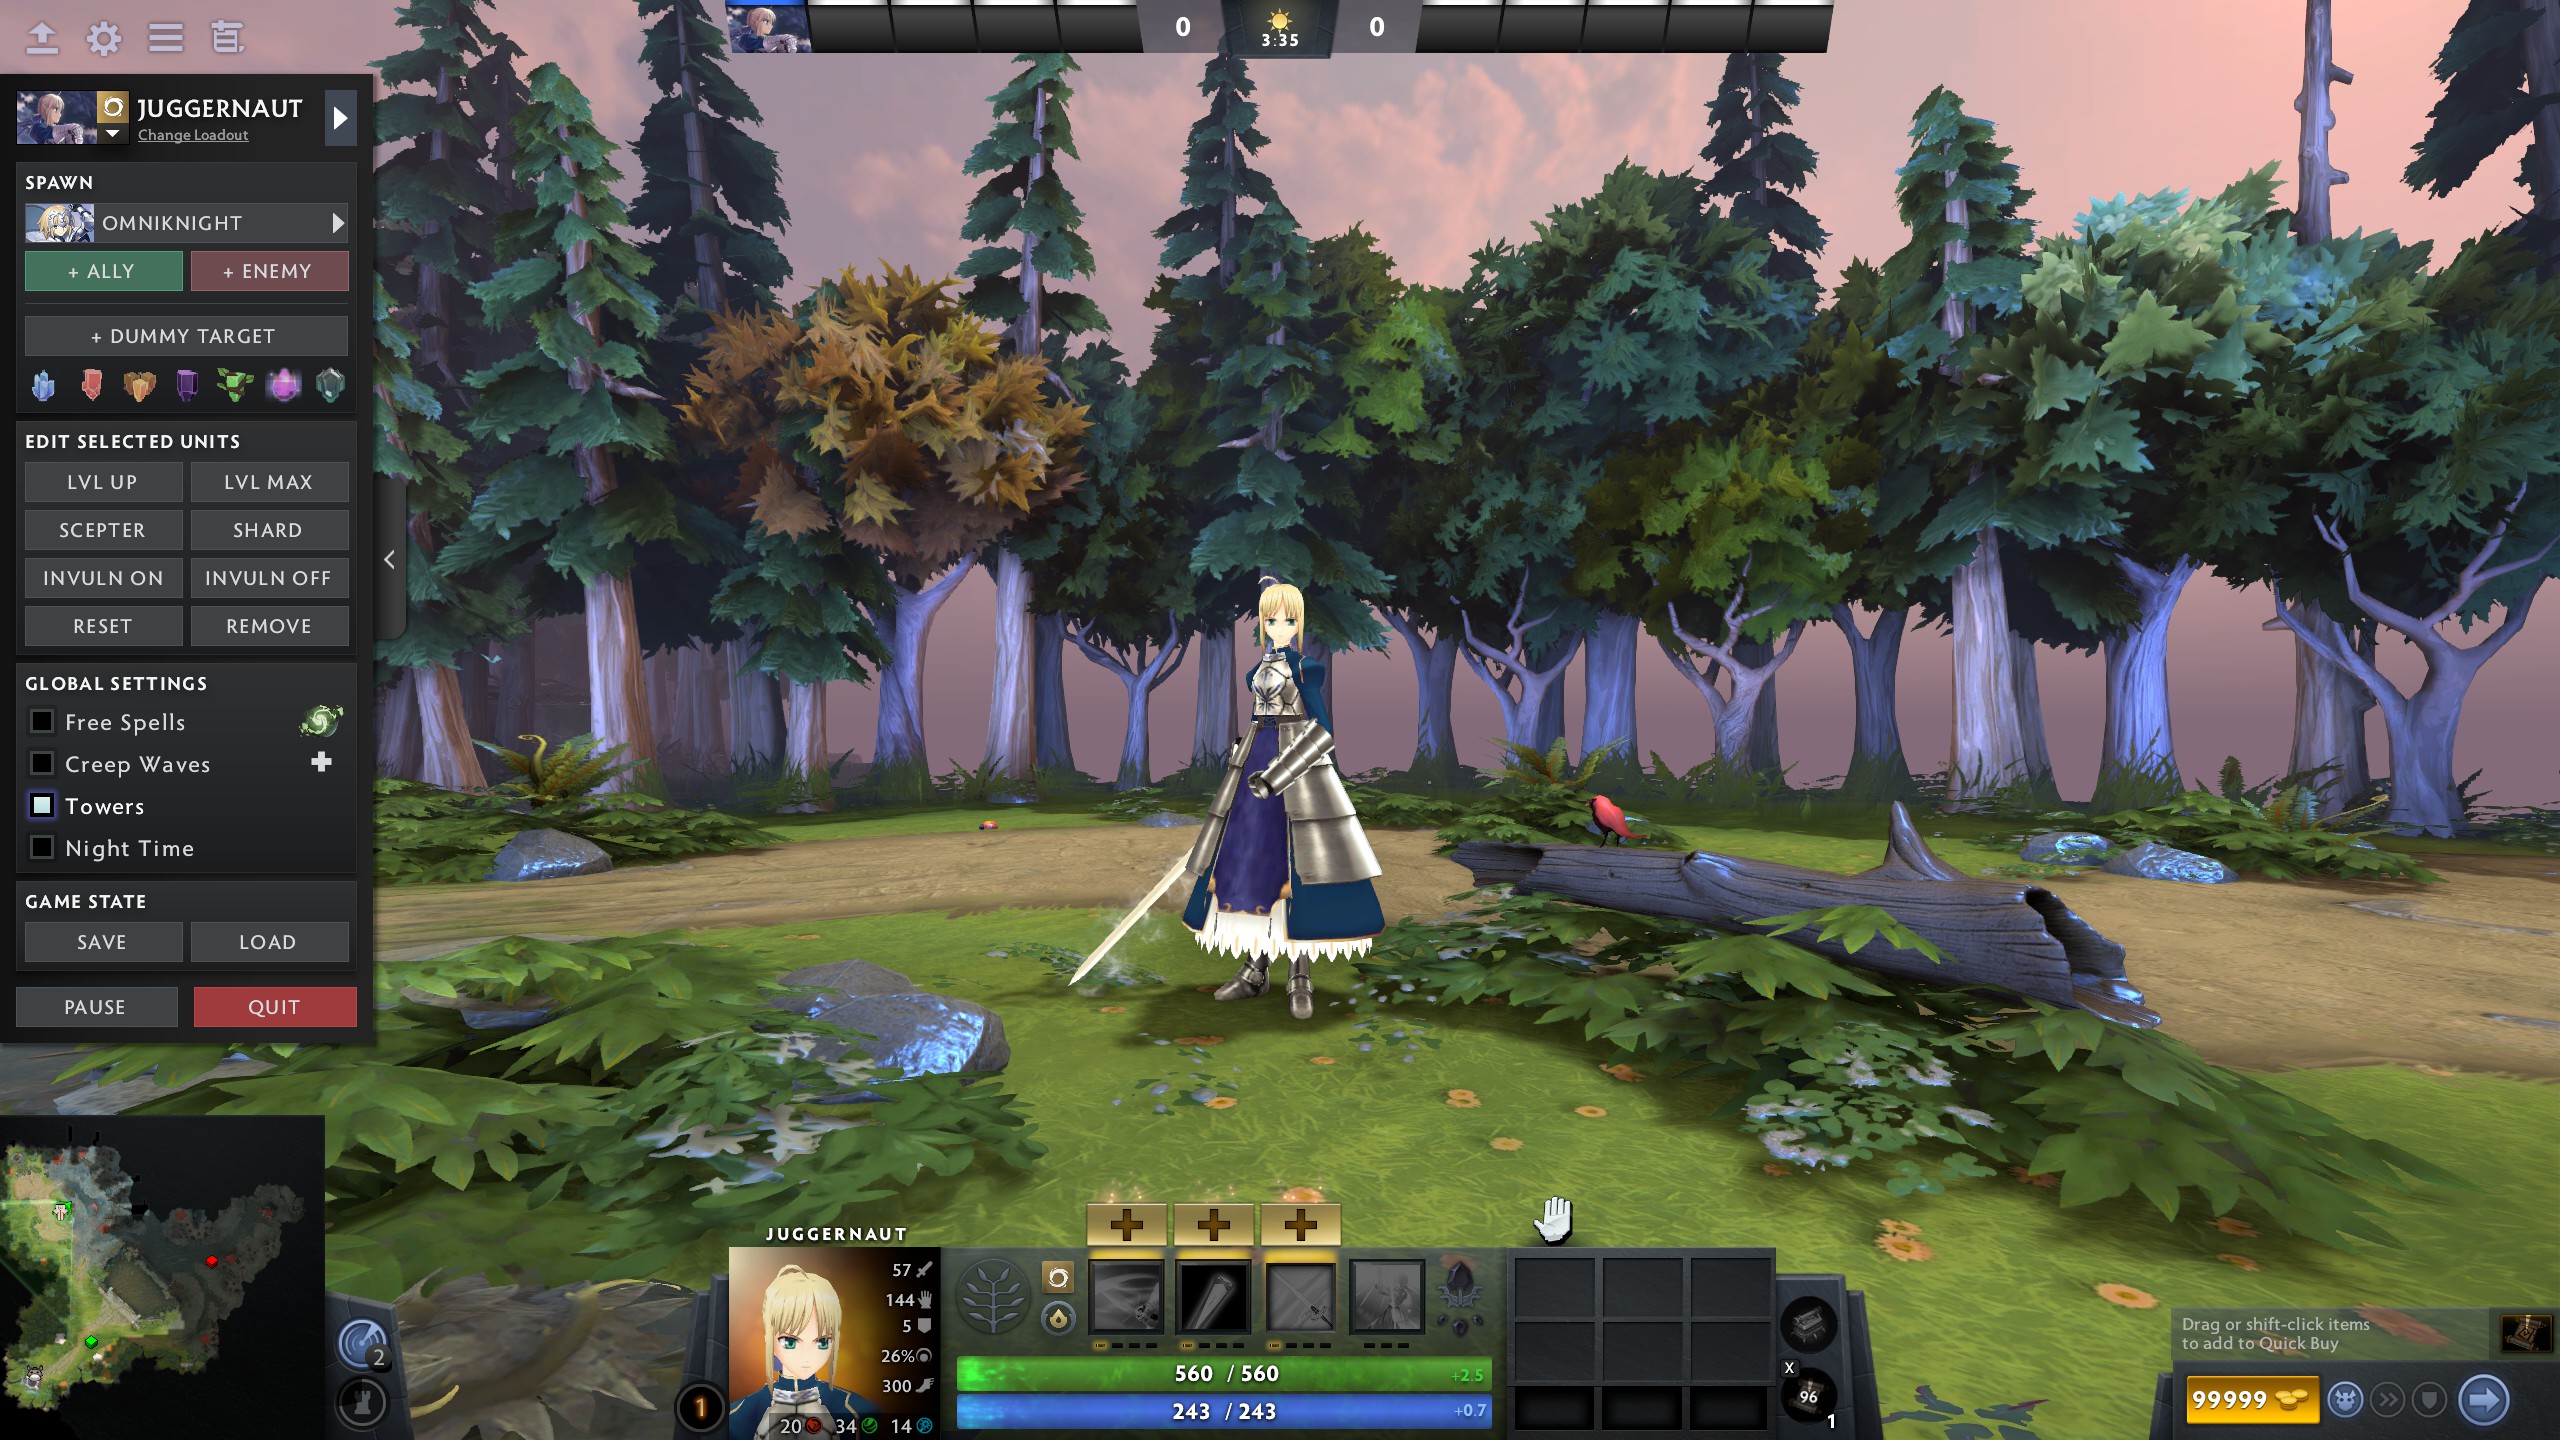 0
3:35
0
JUGGERNAUT
Change Loadout
SPAWN
OMNIKNIGHT
+ ALLY
+ ENEMY
+ DUMMY TARGET
EDIT SELECTED UNITS
LVL UP
LVL MAX
SCEPTER
SHARD
INVULN ON
INVULN OFF
RESET
REMOVE
GLOBAL SETTINGS
Free Spells
Creep Waves
Towers
Night Time
GAME STATE
SAVE
LOAD
PAUSE
QUIT
2
1
JUGGERNAUT
57
144
5
26%
300
20
34
14
560 / 560
+2.5
243 / 243
+0.7
X
96
1
Drag or shift-click items
to add to Quick Buy
99999